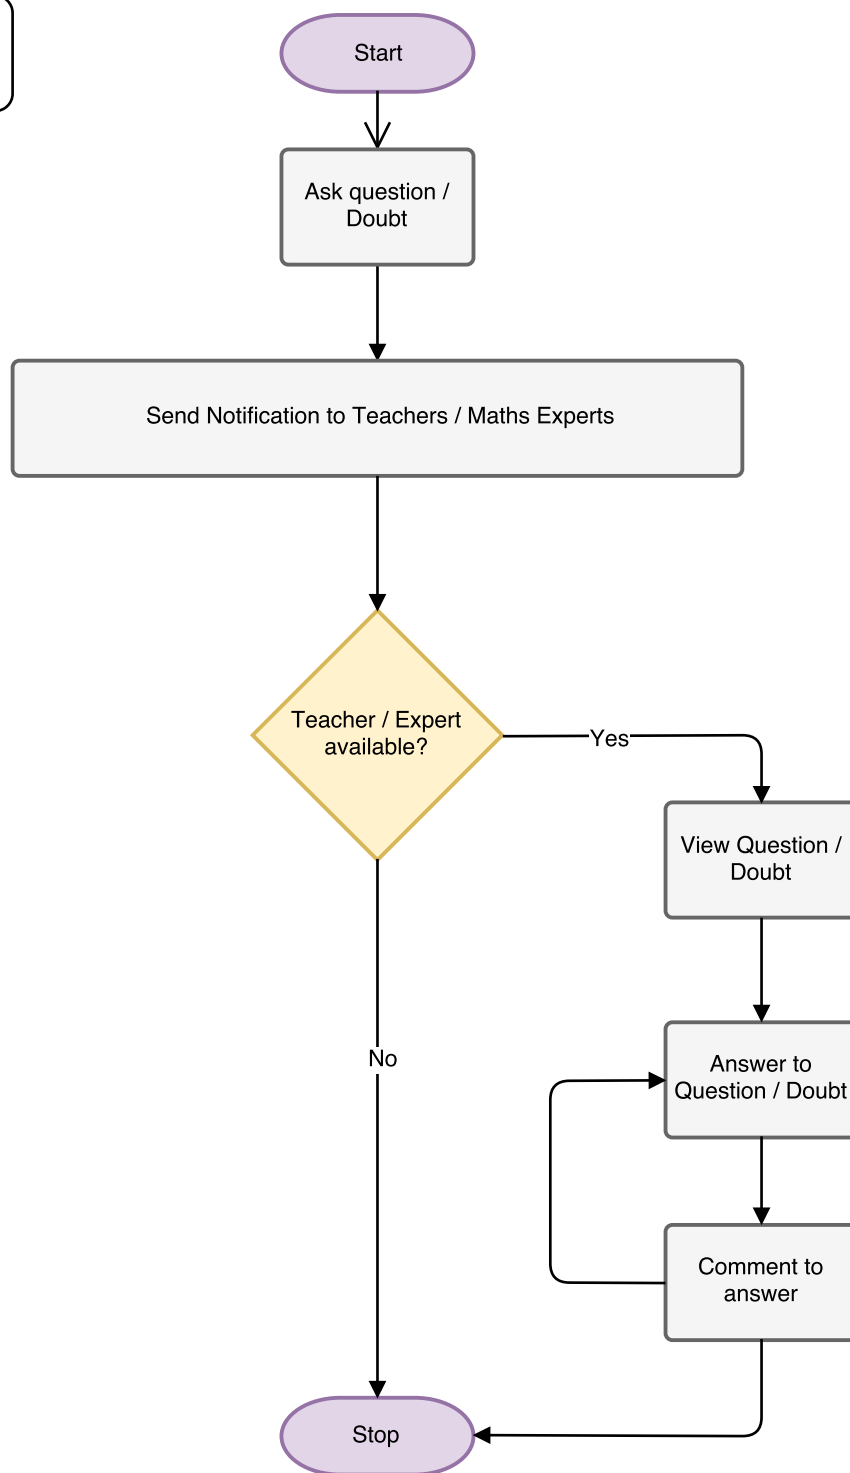 Start
Ask question /
Doubt
Send Notification to Teachers / Maths Experts
Teacher / Expert
available?
Yes
View Question /
Doubt
No
Answer to
Question / Doubt
Comment to
answer
Stop